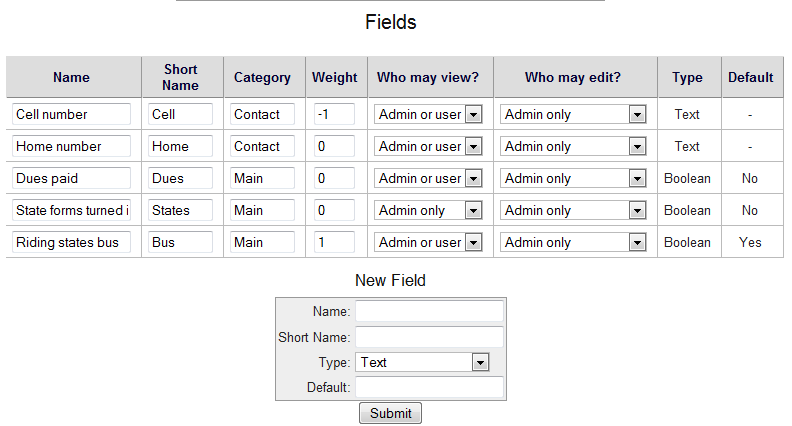 Fields
Name Short Name Category Weight Who may view? Who may edit? Type Default
Cell number Cell Contact -1 Admin or user Admin only Text -
Home number Home Contact 0 Admin or user Admin only Text -
Dues paid Dues Main 0 Admin or user Admin only Boolean No
State forms turned i States Main 0 Admin only Admin only Boolean No
Riding states bus Bus Main 1 Admin or user Admin only Boolean Yes
New Field
Name:
Short Name:
Type: Text
Default:
Submit